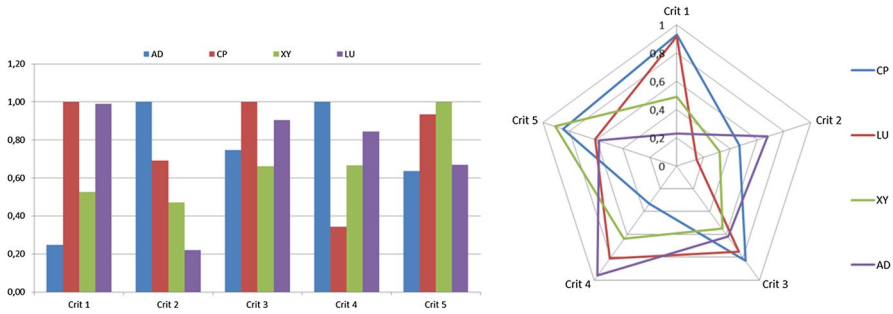 AD CP XY LU
1,20
1,00
0,80
0,60
0,40
0,20
0,00
Crit 1 Crit 2 Crit 3 Crit 4 Crit 5
Crit 1
1
0,8
0,6
0,4
0,2
0
Crit 5
Crit 2
Crit 4
Crit 3
CP
LU
XY
AD